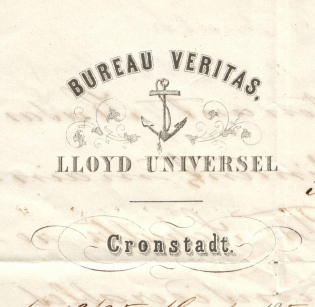 BUREAU VERITAS,
LLOYD UNIVERSEL
Cronstadt.